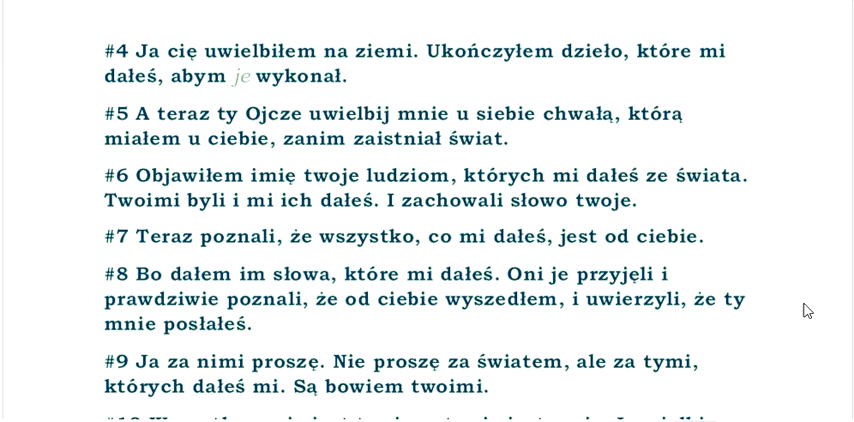 #4 Ja cię uwielbiłem na ziemi. Ukończyłem dzieło, które mi
dałeś, abym je wykonał.
#5 A teraz ty Ojcze uwielbij mnie u siebie chwałą, którą
miałem u ciebie, zanim zaistniał świat.
#6 Objawiłem imię twoje ludziom, których mi dałeś ze świata.
Twoimi byli i mi ich dałeś. I zachowali słowo twoje.
#7 Teraz poznali, że wszystko, co mi dałeś, jest od ciebie.
#8 Bo dałem im słowa, które mi dałeś. Oni je przyjęli i
prawdziwie poznali, że od ciebie wyszedłem, i uwierzyli, że ty
mnie posłałeś.
#9 Ja za nimi proszę. Nie proszę za światem, ale za tymi,
których dałeś mi. Są bowiem twoimi.